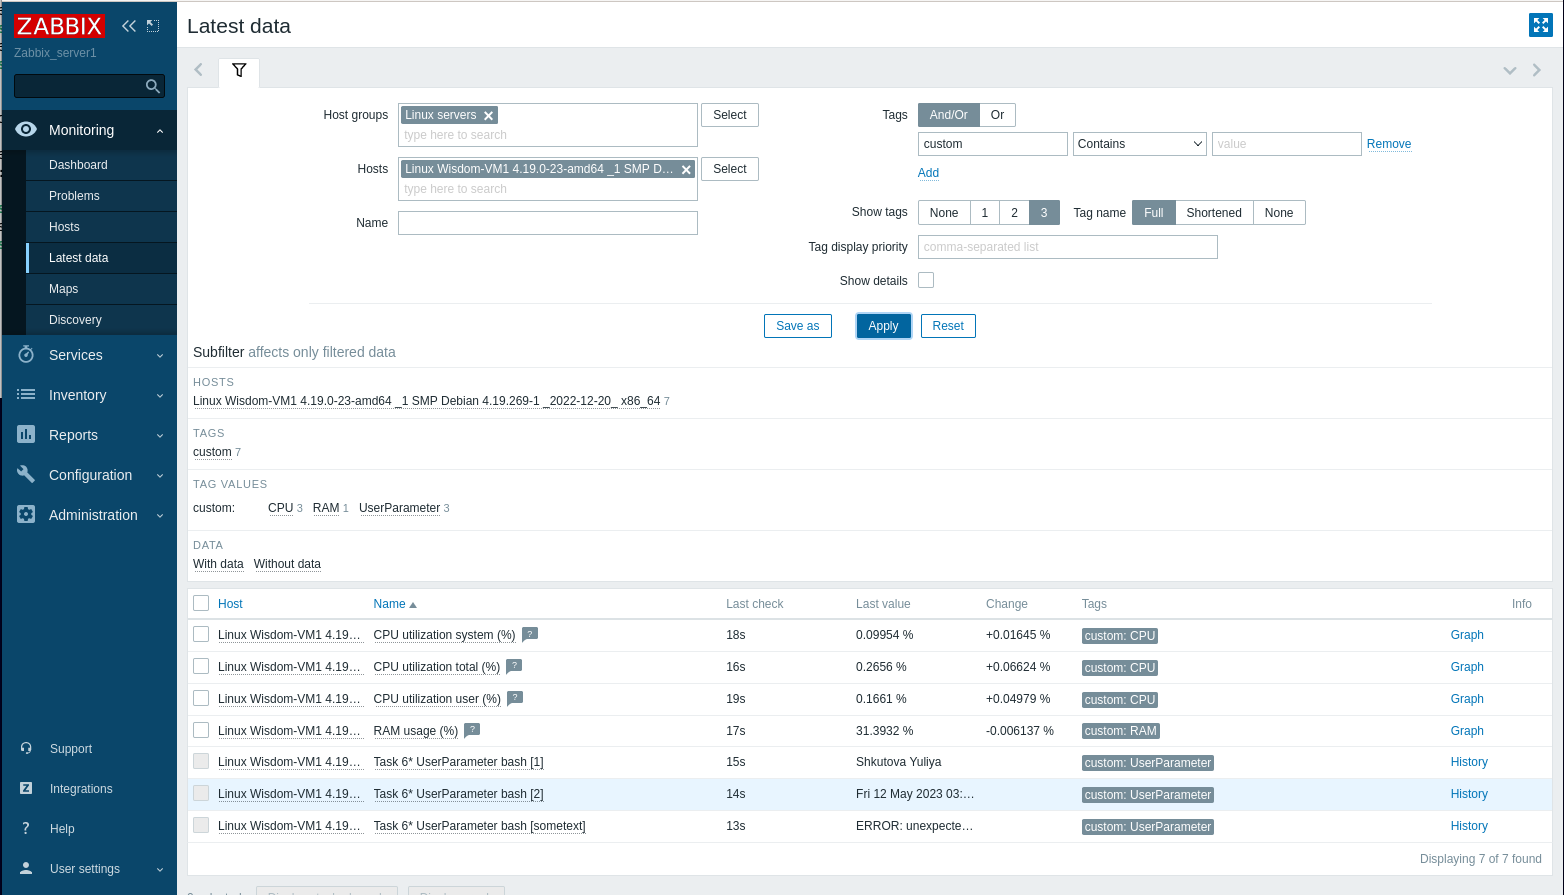 ZABBIX
Zabbix_server1
Monitoring
Dashboard
Problems
Hosts
Latest data
Maps
Discovery
Services
Inventory
Reports
Configuration
Administration
Support
Integrations
Help
User settings
Latest data
Host groups Linux servers Select
type here to search
Hosts Linux Wisdom-VM1 4.19.0-23-amd64 _1 SMP D... Select
type here to search
Name
Tags And/Or Or
custom Contains value Remove
Add
Show tags None 1 2 3 Tag name Full Shortened None
Tag display priority comma-separated list
Show details
Save as Apply Reset
Subfilter affects only filtered data
HOSTS
Linux Wisdom-VM1 4.19.0-23-amd64 _1 SMP Debian 4.19.269-1 _2022-12-20_ x86_64 7
TAGS
custom 7
TAG VALUES
custom: CPU 3 RAM 1 UserParameter 3
DATA
With data Without data
Host Name Last check Last value Change Tags Info
Linux Wisdom-VM1 4.19... CPU utilization system (%) ? 18s 0.09954 % +0.01645 % custom: CPU Graph
Linux Wisdom-VM1 4.19... CPU utilization total (%) ? 16s 0.2656 % +0.06624 % custom: CPU Graph
Linux Wisdom-VM1 4.19... CPU utilization user (%) ? 19s 0.1661 % +0.04979 % custom: CPU Graph
Linux Wisdom-VM1 4.19... RAM usage (%) ? 17s 31.3932 % -0.006137 % custom: RAM Graph
Linux Wisdom-VM1 4.19... Task 6* UserParameter bash [1] 15s Shkutova Yuliya custom: UserParameter History
Linux Wisdom-VM1 4.19... Task 6* UserParameter bash [2] 14s Fri 12 May 2023 03:... custom: UserParameter History
Linux Wisdom-VM1 4.19... Task 6* UserParameter bash [sometext] 13s ERROR: unexpecte... custom: UserParameter History
Displaying 7 of 7 found